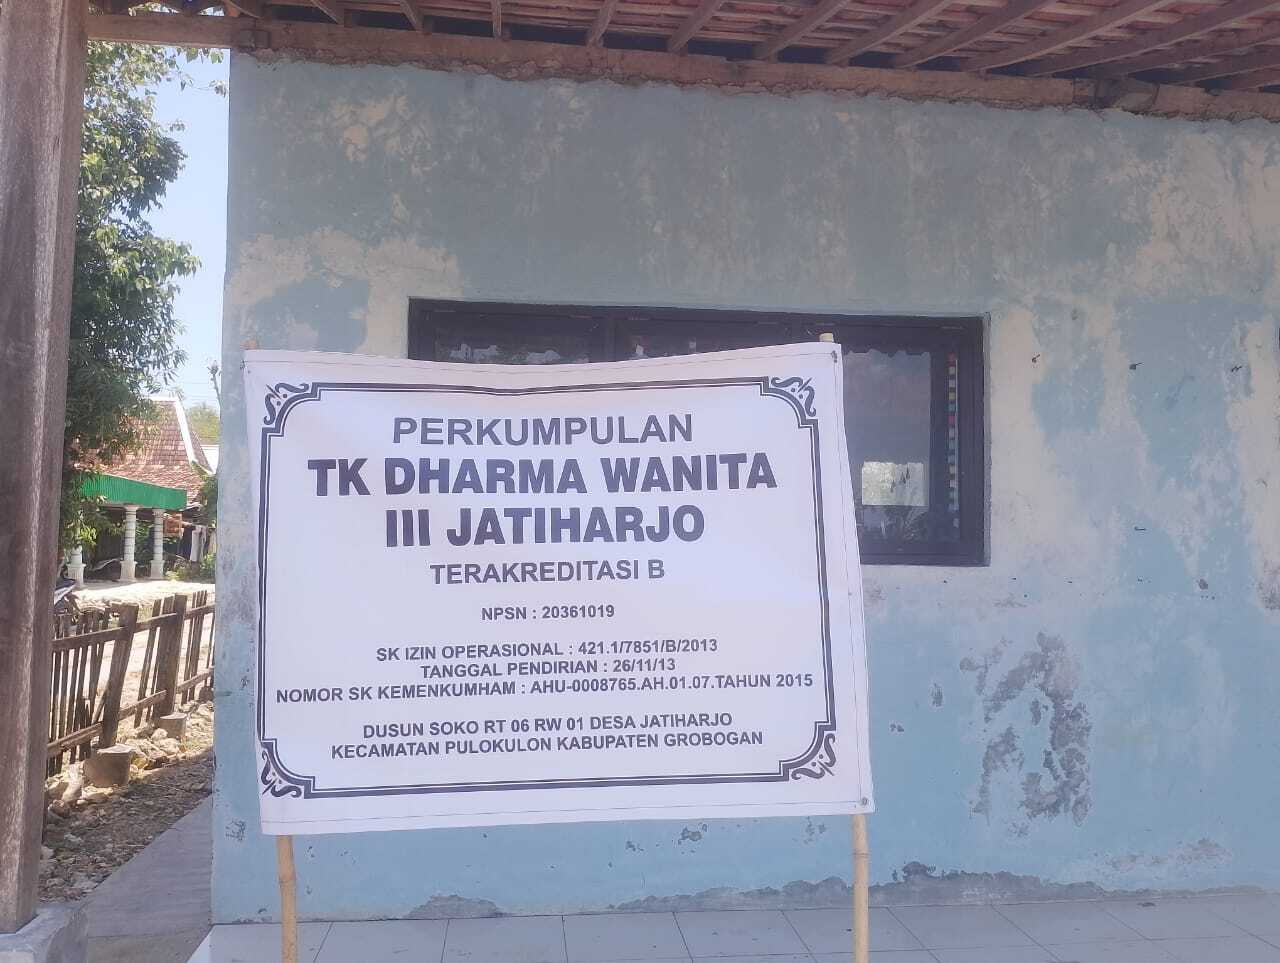 PERKUMPULAN
TK DHARMA WANITA
III JATIHARJO
TERAKREDITASI B
NPSN : 20361019
SK IZIN OPERASIONAL : 421.1/7851/B/2013
TANGGAL PENDIRIAN : 26/11/13
NOMOR SK KEMENKUMHAM : AHU-0008765.AH.01.07.TAHUN 2015
DUSUN SOKO RT 06 RW 01 DESA JATIHARJO
KECAMATAN PULOKULON KABUPATEN GROBOGAN